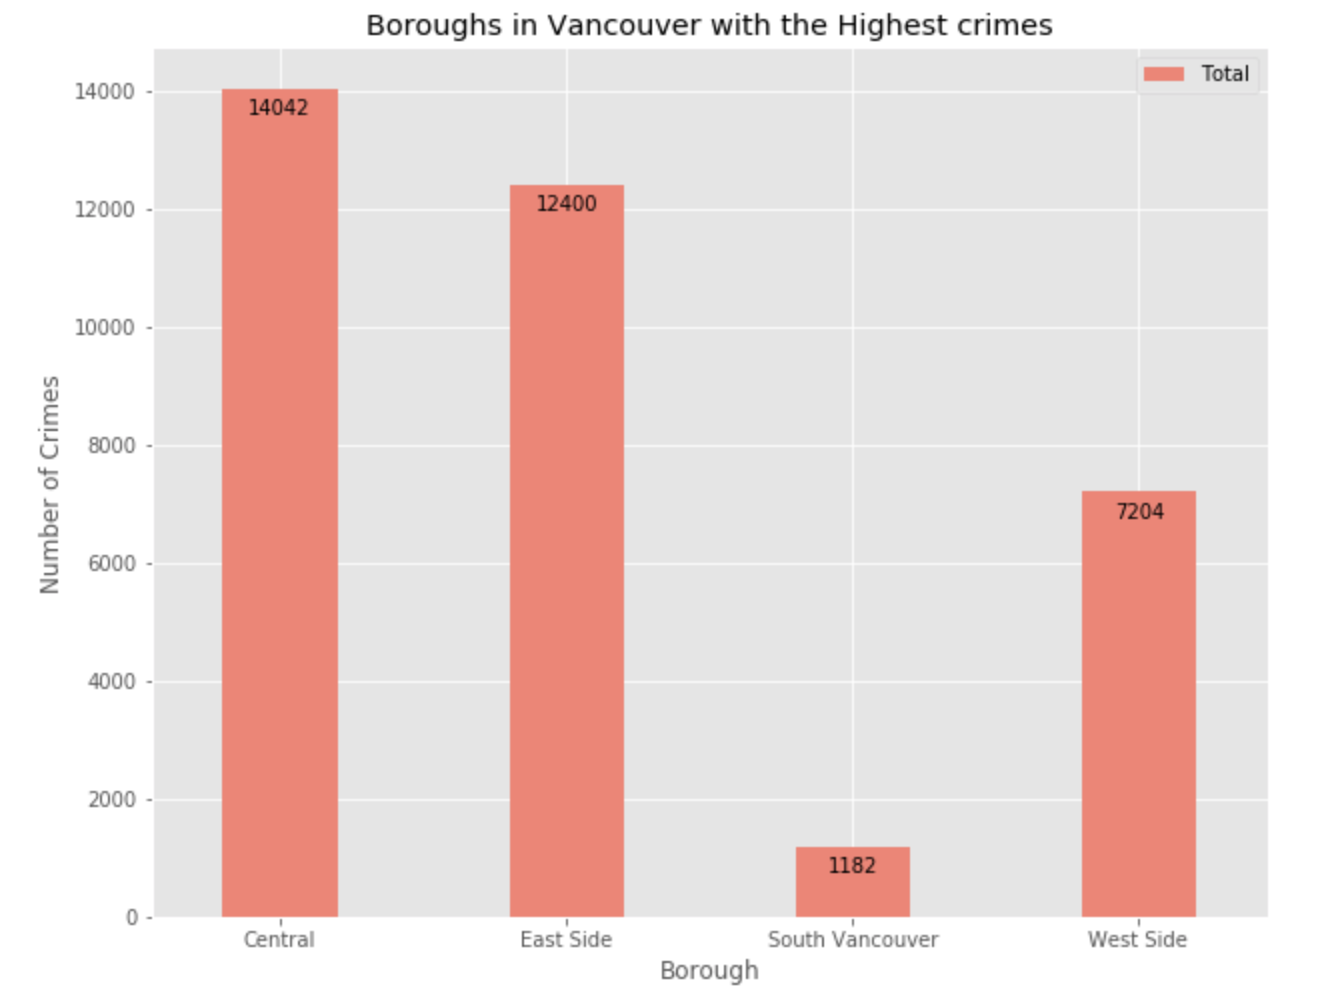 Boroughs in Vancouver with the Highest crimes
Total
14000
12000
10000
8000
6000
4000
2000
0
Number of Crimes
14042
12400
1182
7204
Central
East Side
South Vancouver
West Side
Borough